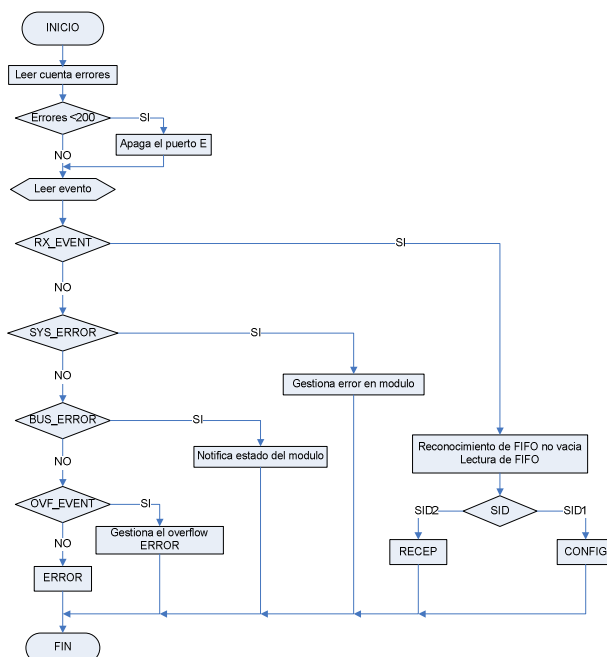 INICIO
Leer cuenta errores
Errores <200
SI
Apaga el puerto E
NO
Leer evento
RX_EVENT
SI
NO
SYS_ERROR
SI
NO
Gestiona error en modulo
BUS_ERROR
SI
NO
Notifica estado del modulo
Reconocimiento de FIFO no vacia
Lectura de FIFO
OVF_EVENT
SI
NO
Gestiona el overflow
ERROR
SID
SID2
SID1
RECEP
CONFIG
ERROR
FIN